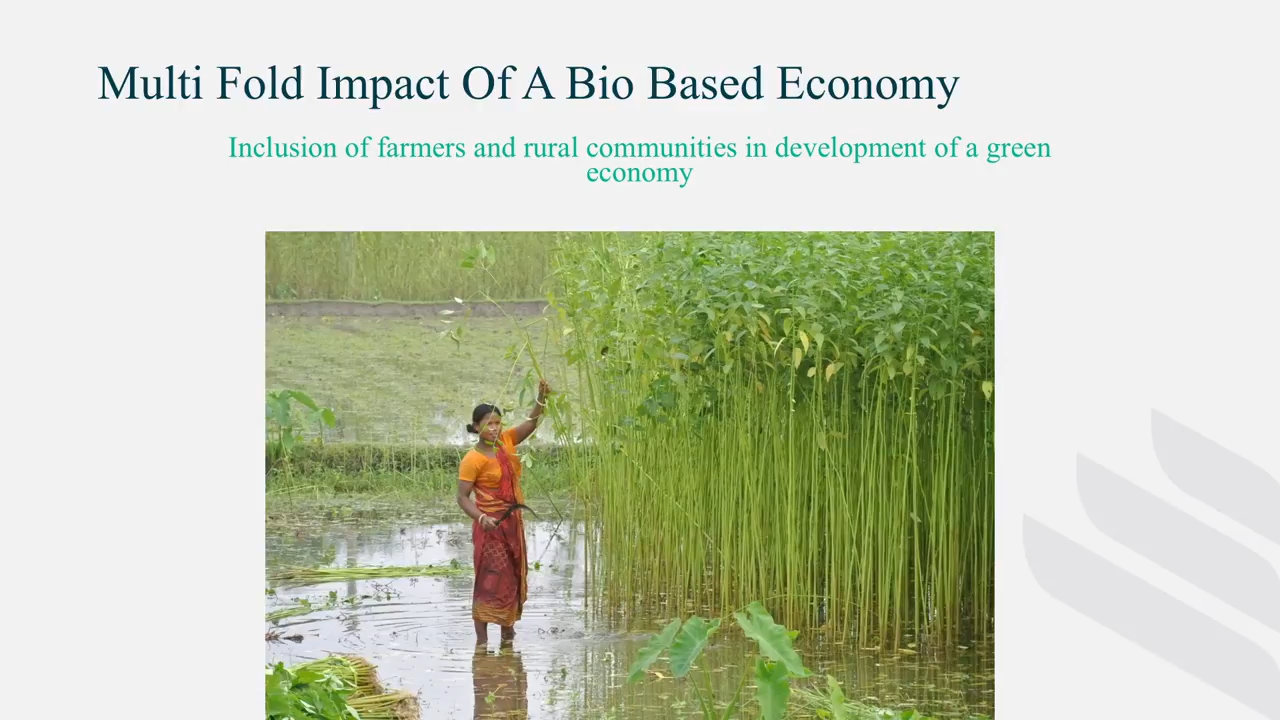 Multi Fold Impact Of A Bio Based Economy
Inclusion of farmers and rural communities in development of a green
economy